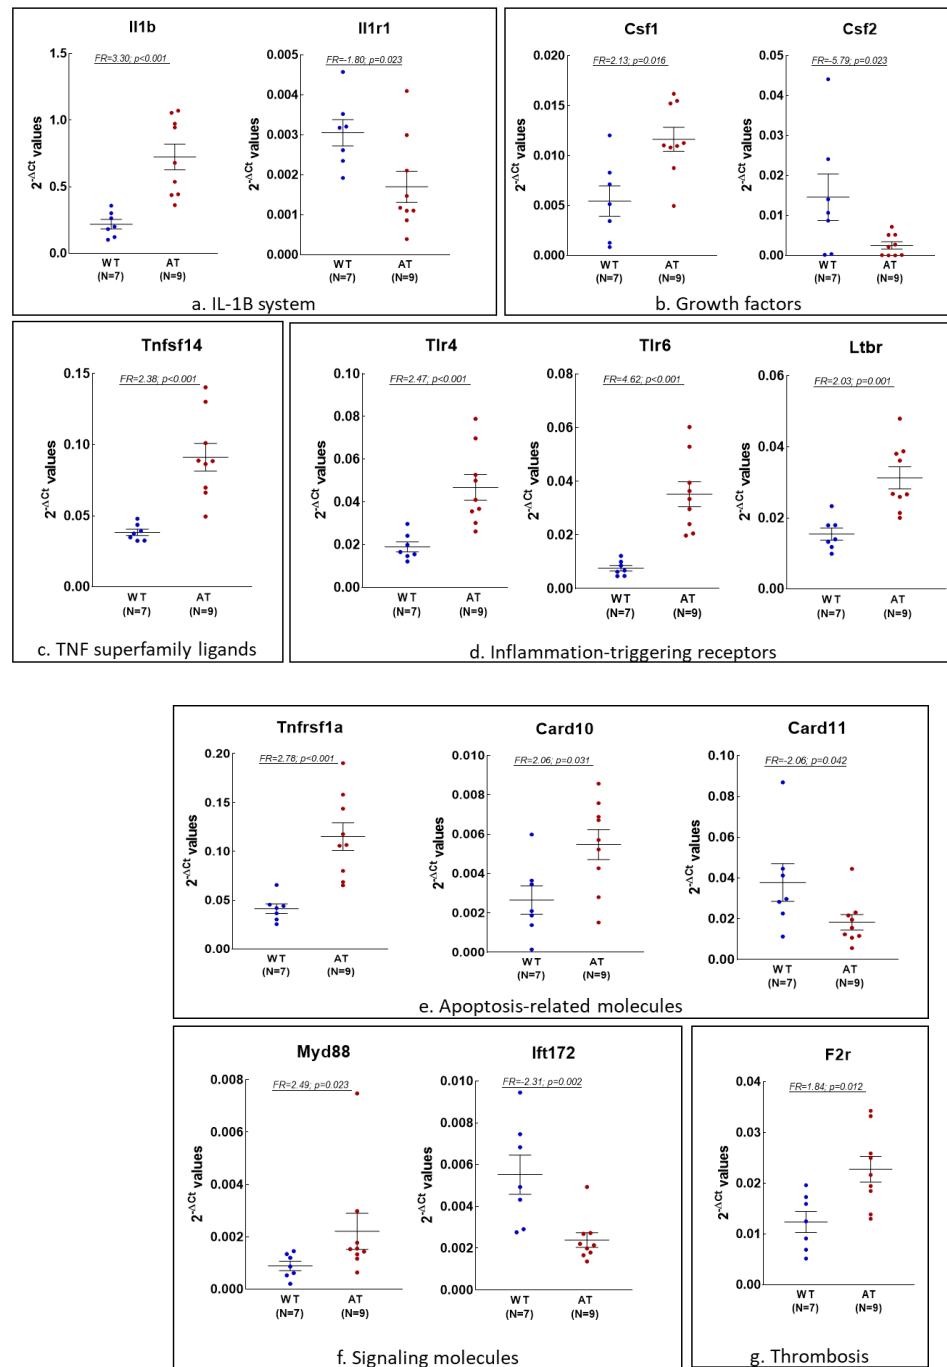 Il1b
FR=3.30; p<0.001
2-ΔCt values
1.5
1.0
0.5
0.0
WT
(N=7)
AT
(N=9)
Il1r1
FR=-1.80; p=0.023
2-ΔCt values
0.005
0.004
0.003
0.002
0.001
0.000
WT
(N=7)
AT
(N=9)
a. IL-1B system
Csf1
FR=2.13; p=0.016
2-ΔCt values
0.020
0.015
0.010
0.005
0.000
WT
(N=7)
AT
(N=9)
Csf2
FR=-5.79; p=0.023
2-ΔCt values
0.05
0.04
0.03
0.02
0.01
0.00
WT
(N=7)
AT
(N=9)
b. Growth factors
Tnfsf14
FR=2.38; p<0.001
2-ΔCt values
0.15
0.10
0.05
0.00
WT
(N=7)
AT
(N=9)
c. TNF superfamily ligands
Tlr4
FR=2.47; p<0.001
2-ΔCt values
0.10
0.08
0.06
0.04
0.02
0.00
WT
(N=7)
AT
(N=9)
Tlr6
FR=4.62; p<0.001
2-ΔCt values
0.08
0.06
0.04
0.02
0.00
WT
(N=7)
AT
(N=9)
Ltbr
FR=2.03; p=0.001
2-ΔCt values
0.06
0.04
0.02
0.00
WT
(N=7)
AT
(N=9)
d. Inflammation-triggering receptors
Tnfrsf1a
FR=2.78; p<0.001
2-ΔCt values
0.20
0.15
0.10
0.05
0.00
WT
(N=7)
AT
(N=9)
Card10
FR=2.06; p=0.031
2-ΔCt values
0.010
0.008
0.006
0.004
0.002
0.000
WT
(N=7)
AT
(N=9)
Card11
FR=-2.06; p=0.042
2-ΔCt values
0.10
0.08
0.06
0.04
0.02
0.00
WT
(N=7)
AT
(N=9)
e. Apoptosis-related molecules
Myd88
FR=2.49; p=0.023
2-ΔCt values
0.008
0.006
0.004
0.002
0.000
WT
(N=7)
AT
(N=9)
Ift172
FR=-2.31; p=0.002
2-ΔCt values
0.010
0.008
0.006
0.004
0.002
0.000
WT
(N=7)
AT
(N=9)
f. Signaling molecules
F2r
FR=1.84; p=0.012
2-ΔCt values
0.04
0.03
0.02
0.01
0.00
WT
(N=7)
AT
(N=9)
g. Thrombosis